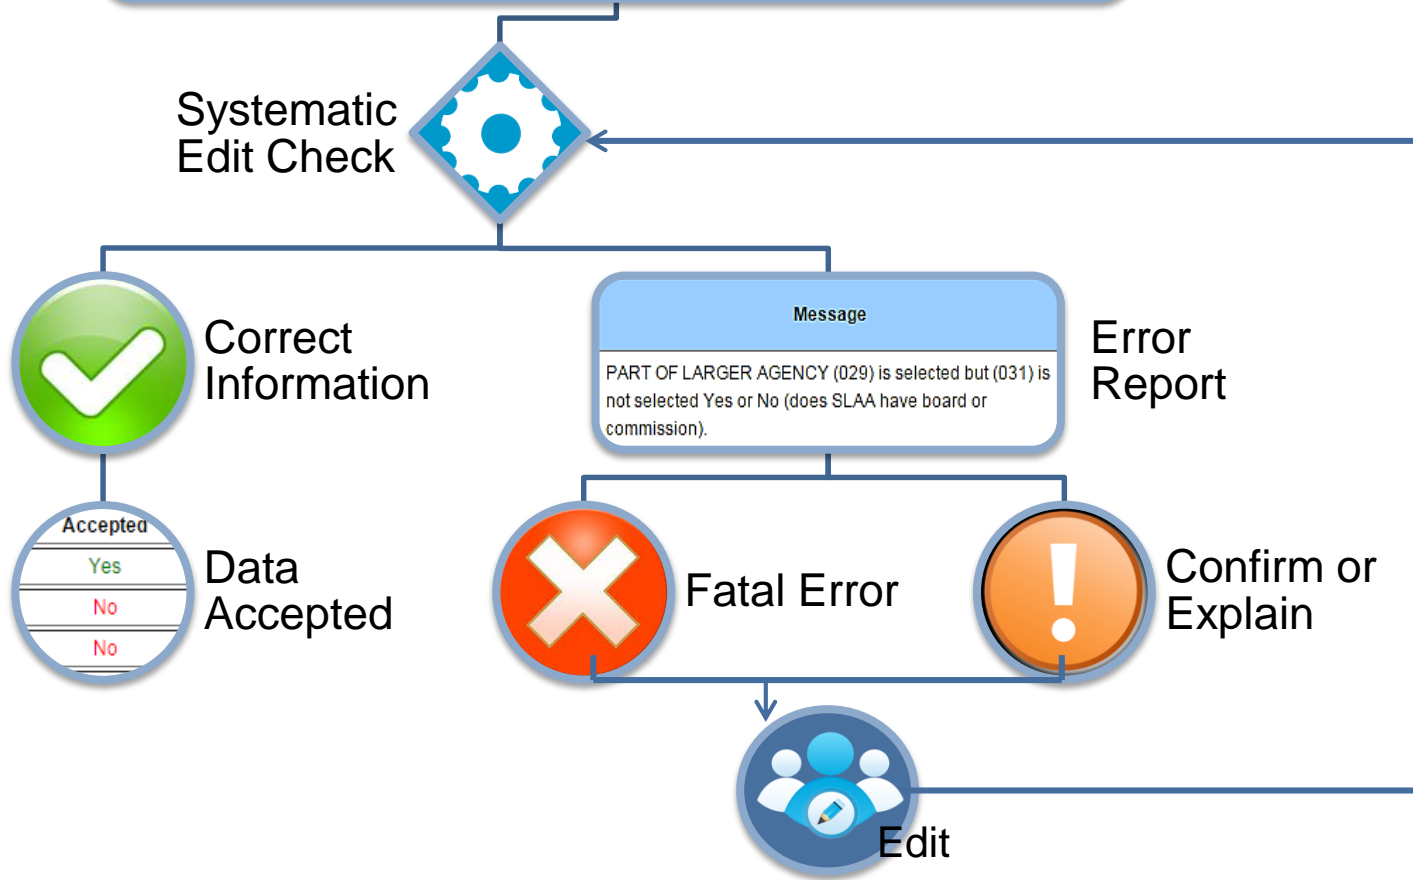 Systematic
Edit Check
Correct
Information
Message
PART OF LARGER AGENCY (029) is selected but (031) is
not selected Yes or No (does SLAA have board or
commission).
Error
Report
Accepted
Yes
No
No
Data
Accepted
Fatal Error
Confirm or
Explain
Edit